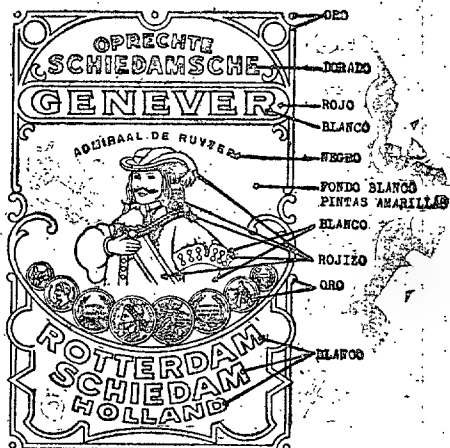 ORO
OPRECHTE
SCHIEDAMSCHE
DORADO
GENEVER
ROJO
BLANCO
ADMIRAAL DE RUYTER
NEGRO
FONDO BLANCO
PINTAS AMARILLAS
BLANCO
ROJIZO
ORO
ROTTERDAM
SCHIEDAM
HOLLAND
BLANCO